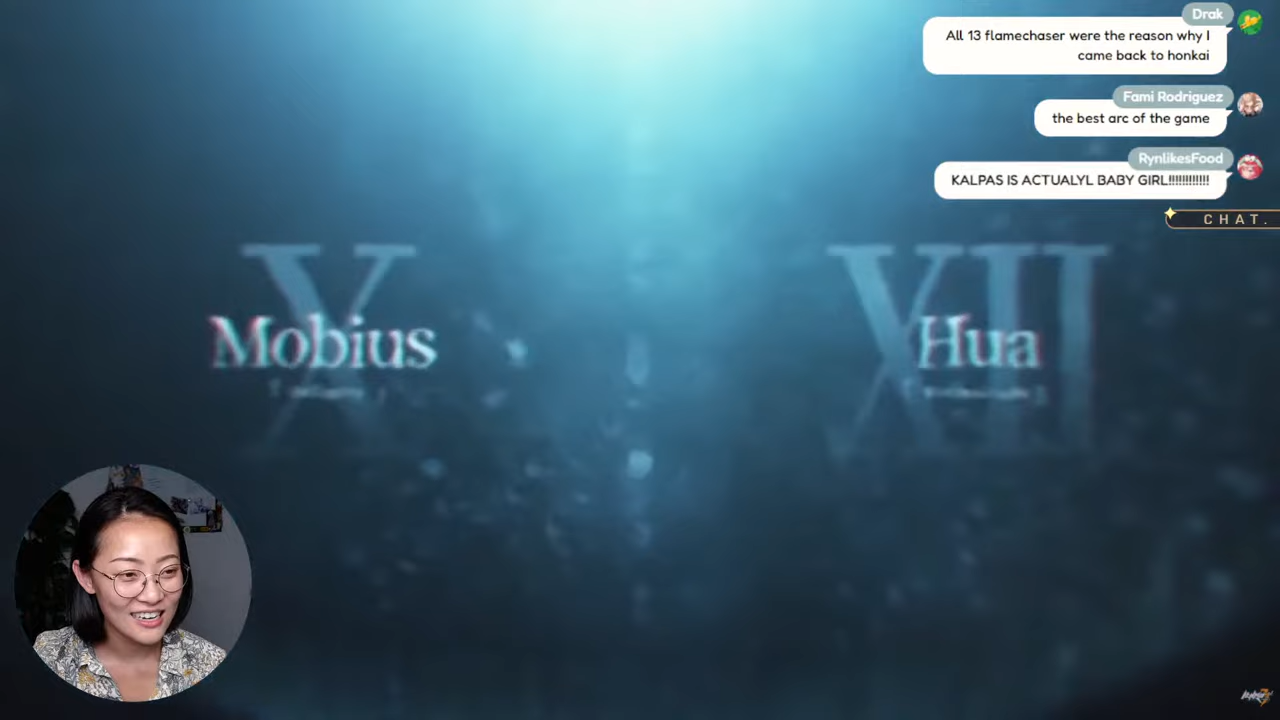 Drak
All 13 flamechaser were the reason why I
came back to honkai
Fami Rodriguez
the best arc of the game
RynlikesFood
KALPAS IS ACTUALYL BABY GIRL!!!!!!!!!!!!
CHAT.
X
Mobius
XII
Hua